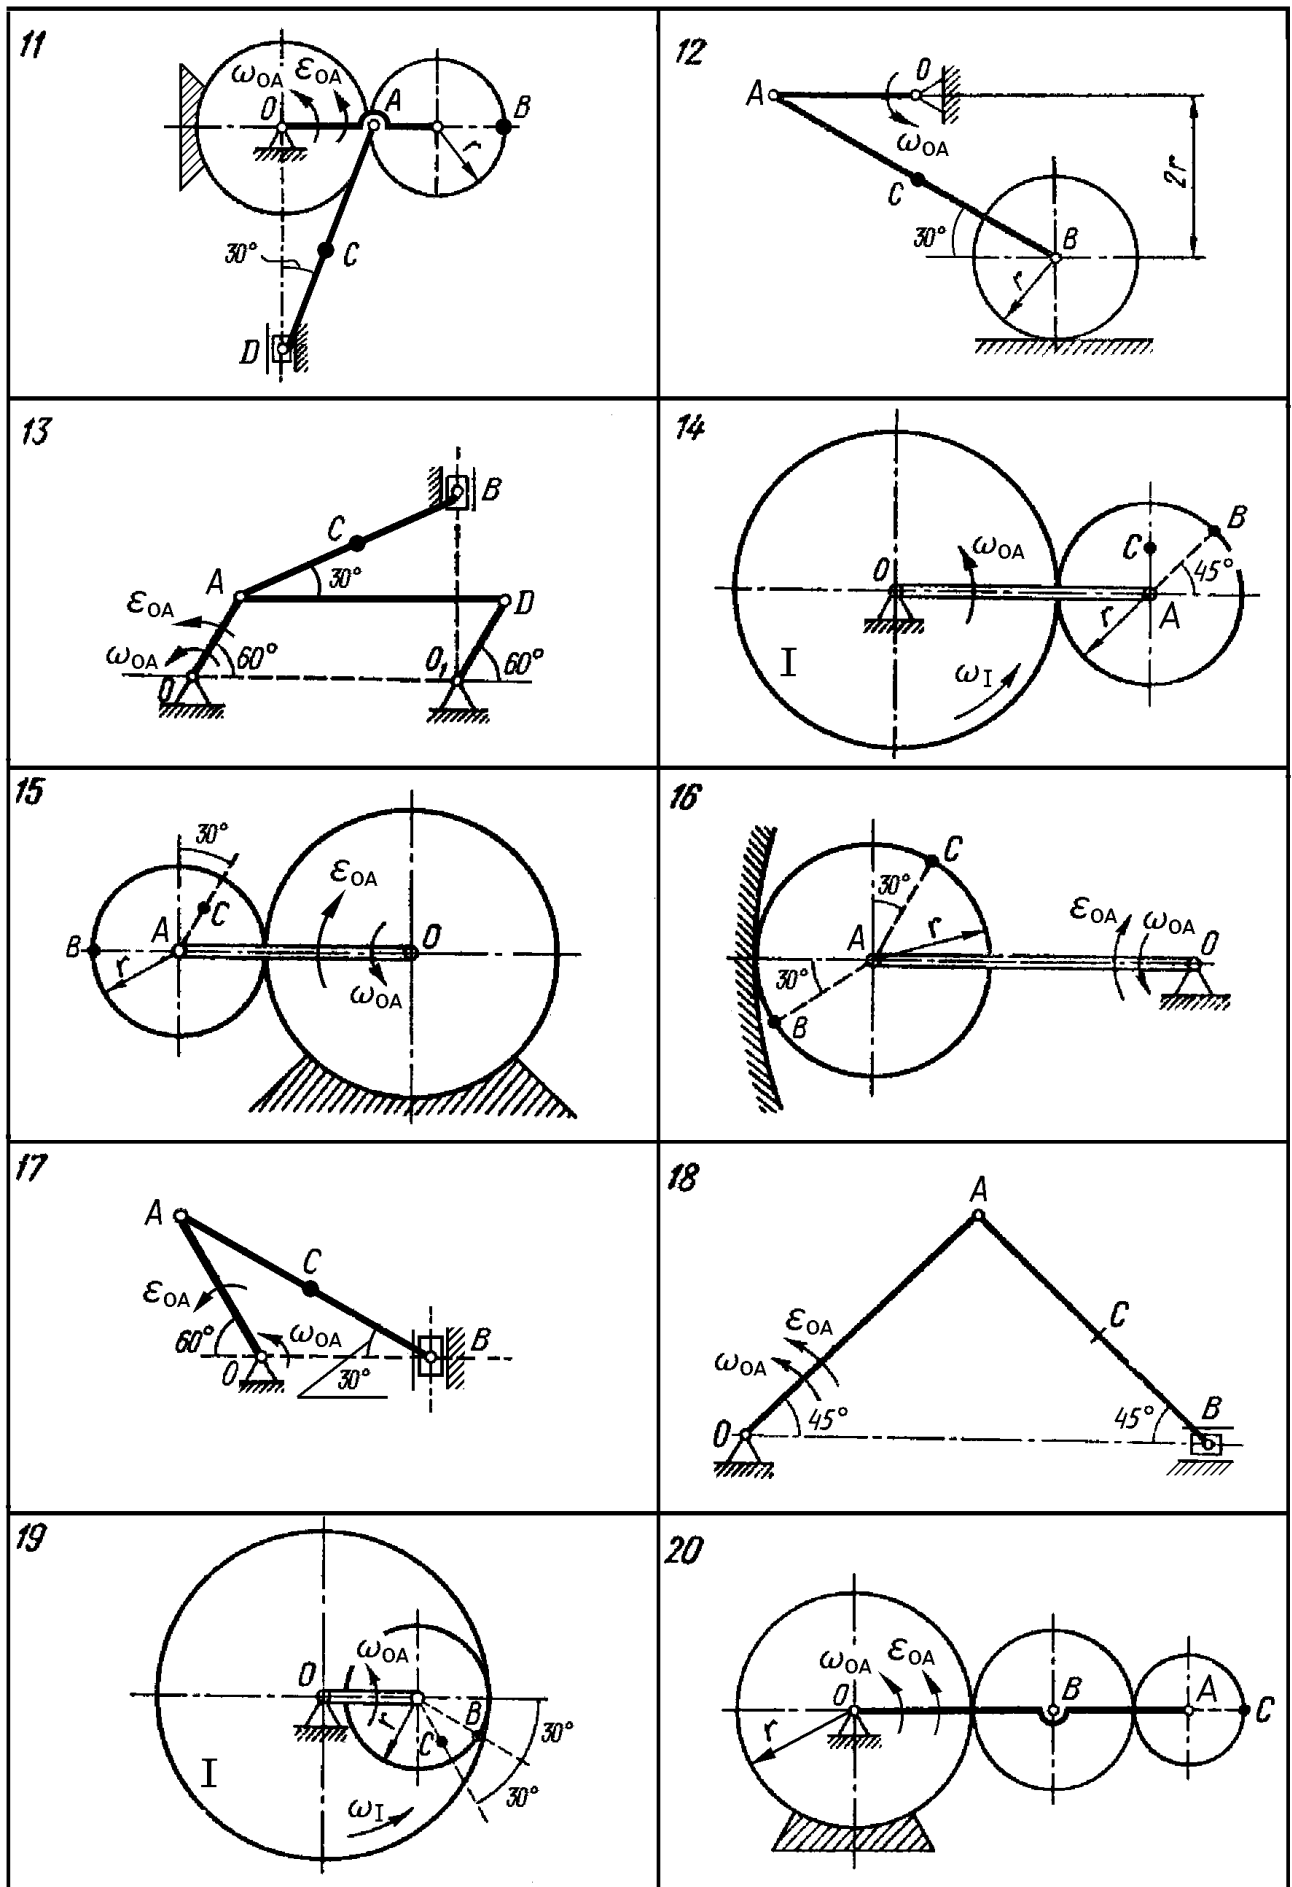 11
ω_OA ε_OA
O A B
r
30° C
D
12
A O
ω_OA
C
30° B
r
2r
13
B
C
A 30° D
ε_OA
ω_OA 60° 60°
O O₁
14
ω_OA
O C B
45°
r A
I ω_I
15
30°
ε_OA
B A C O
r
ω_OA
16
C
30°
A r
ε_OA ω_OA O
30°
B
17
A
C
ε_OA
60° ω_OA B
O 30°
18
A
ε_OA C
ω_OA
O 45° 45° B
19
ω_OA
O
r B 30°
C
I 30°
ω_I
20
ω_OA ε_OA
O B A C
r